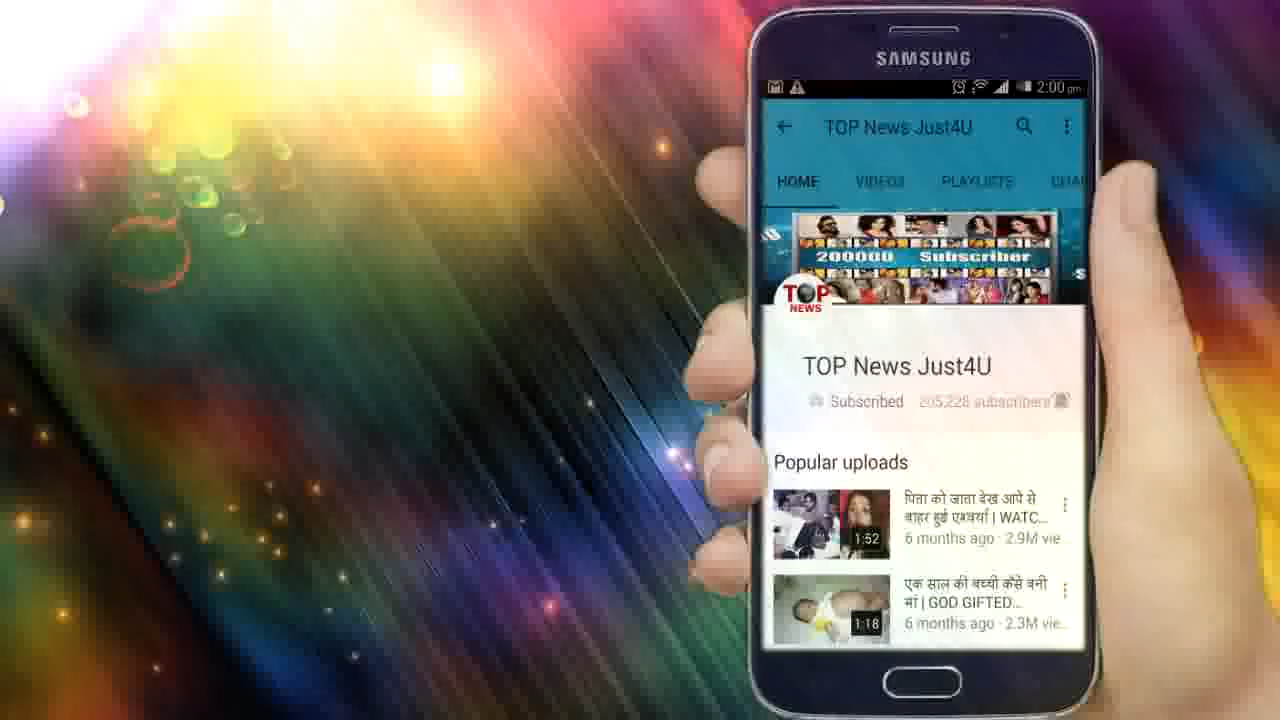 SAMSUNG
2:00 pm
TOP News Just4U
HOME VIDEOS PLAYLISTS CHA
200000 Subscriber
TOP
NEWS
TOP News Just4U
Subscribed 205,228 subscribers
Popular uploads
पिता को जाता देख आपे से
बाहर हुई एश्वर्या | WATC...
6 months ago · 2.9M vie...
1:52
एक साल की बच्ची कैसे बनी
मां | GOD GIFTED...
6 months ago · 2.3M vie...
1:18